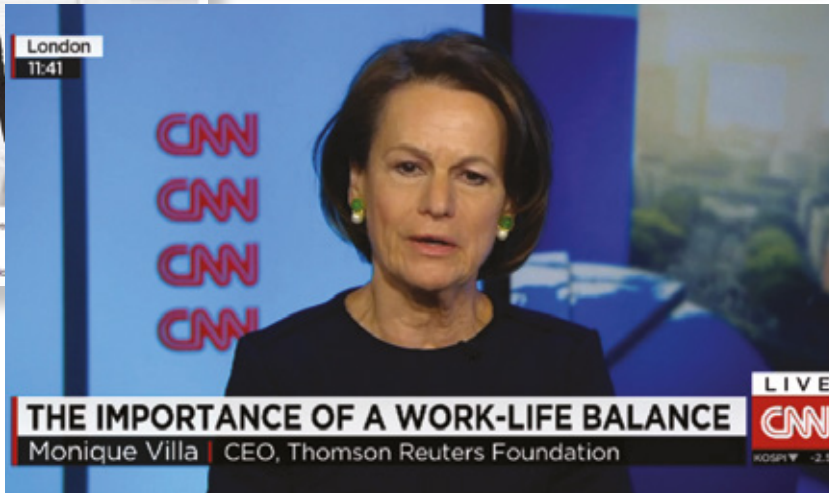 London
11:41
CNN
CNN
CNN
CNN
THE IMPORTANCE OF A WORK-LIFE BALANCE
Monique Villa | CEO, Thomson Reuters Foundation
LIVE
CNN
KOSPI ▼ -2.